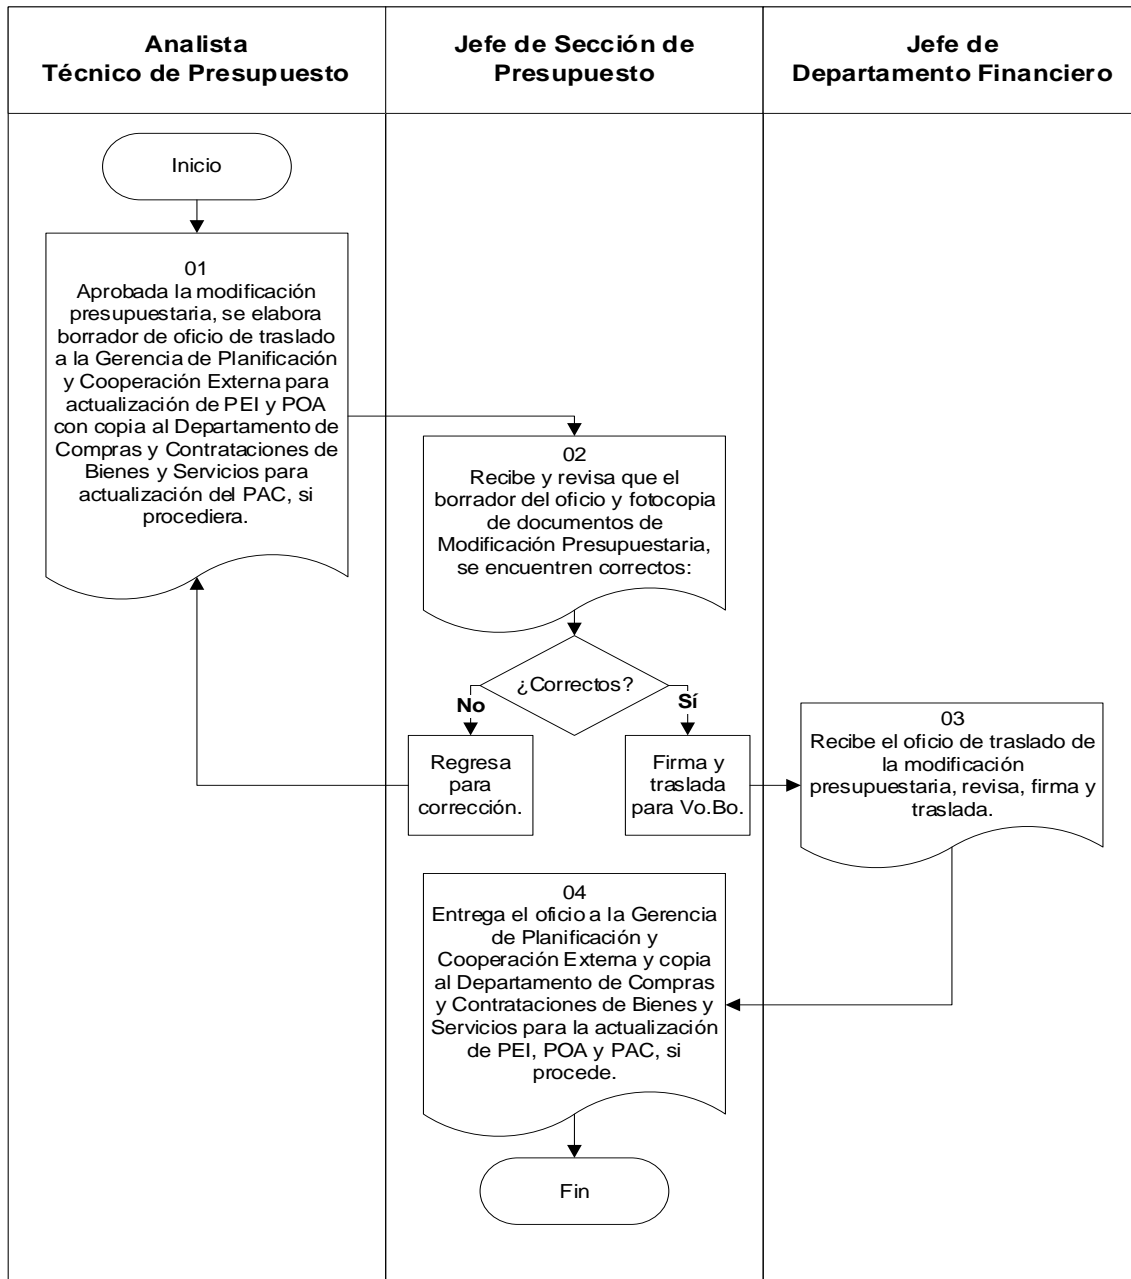 Analista
Técnico de Presupuesto
Jefe de Sección de
Presupuesto
Jefe de
Departamento Financiero
Inicio
01
Aprobada la modificación
presupuestaria, se elabora
borrador de oficio de traslado
a la Gerencia de Planificación
y Cooperación Externa para
actualización de PEI y POA
con copia al Departamento de
Compras y Contrataciones de
Bienes y Servicios para
actualización del PAC, si
procediera.
02
Recibe y revisa que el
borrador del oficio y fotocopia
de documentos de
Modificación Presupuestaria,
se encuentren correctos:
¿Correctos?
No
Sí
Regresa
para
corrección.
Firma y
traslada
para Vo.Bo.
03
Recibe el oficio de traslado de
la modificación
presupuestaria, revisa, firma y
traslada.
04
Entrega el oficio a la Gerencia
de Planificación y
Cooperación Externa y copia
al Departamento de Compras
y Contrataciones de Bienes y
Servicios para la actualización
de PEI, POA y PAC, si
procede.
Fin